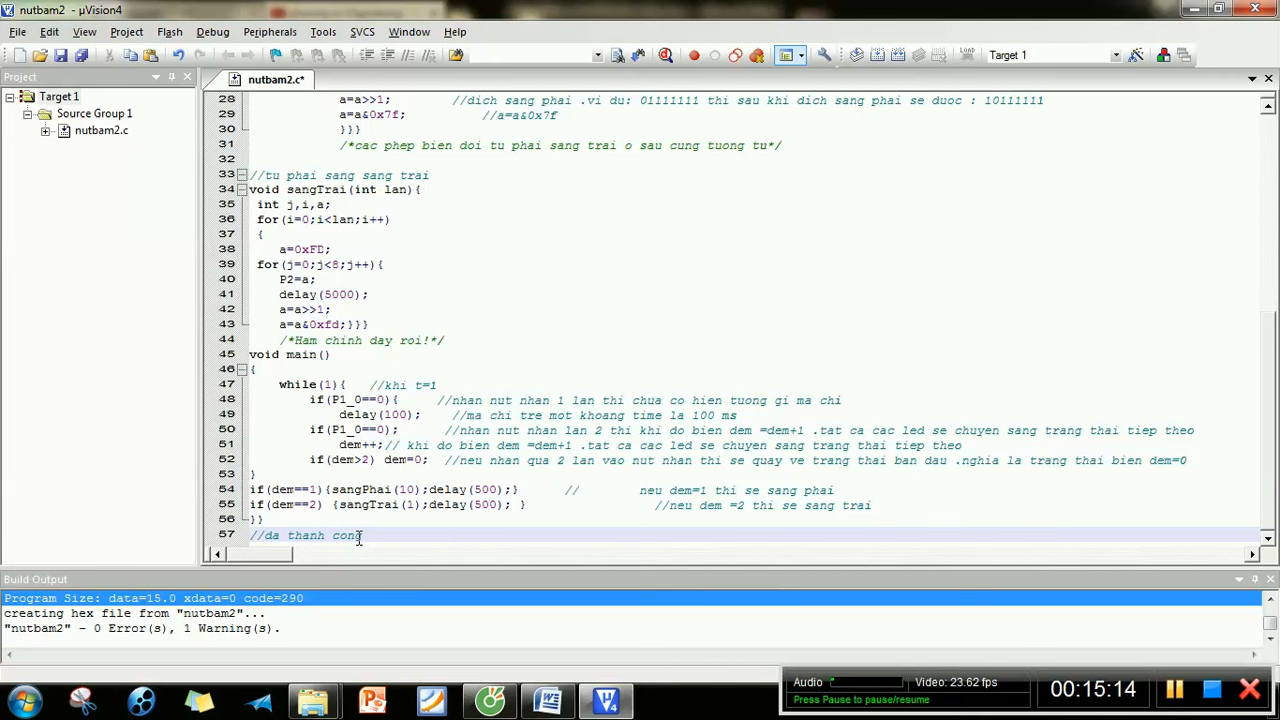 nutbam2 - µVision4
File Edit View Project Flash Debug Peripherals Tools SVCS Window Help
LOAD Target 1
Project
nutbam2.c*
Target 1
Source Group 1
nutbam2.c
28 a=a>>1; //dich sang phai .vi du: 01111111 thi sau khi dich sang phai se duoc : 10111111
29 a=a&0x7f; //a=a&0x7f
30 }}}
31 /*cac phep bien doi tu phai sang trai o sau cung tuong tu*/
32
33 //tu phai sang sang trai
34 void sangTrai(int lan){
35 int j,i,a;
36 for(i=0;i<lan;i++)
37 {
38 a=0xFD;
39 for(j=0;j<8;j++){
40 P2=a;
41 delay(5000);
42 a=a>>1;
43 a=a&0xfd;}}}
44 /*Ham chinh day roi!*/
45 void main()
46 {
47 while(1){ //khi t=1
48 if(P1_0==0){ //nhan nut nhan 1 lan thi chua co hien tuong gi ma chi
49 delay(100); //ma chi tre mot khoang time la 100 ms
50 if(P1_0==0); //nhan nut nhan lan 2 thi khi do bien dem =dem+1 .tat ca cac led se chuyen sang trang thai tiep theo
51 dem++;// khi do bien dem =dem+1 .tat ca cac led se chuyen sang trang thai tiep theo
52 if(dem>2) dem=0; //neu nhan qua 2 lan vao nut nhan thi se quay ve trang thai ban dau .nghia la trang thai bien dem=0
53 }
54 if(dem==1){sangPhai(10);delay(500);} // neu dem=1 thi se sang phai
55 if(dem==2) {sangTrai(1);delay(500); } //neu dem =2 thi se sang trai
56 }}
57 //da thanh cong
Build Output
Program Size: data=15.0 xdata=0 code=290
creating hex file from "nutbam2"...
"nutbam2" - 0 Error(s), 1 Warning(s).
Audio Video: 23.62 fps
Press Pause to pause/resume
00:15:14